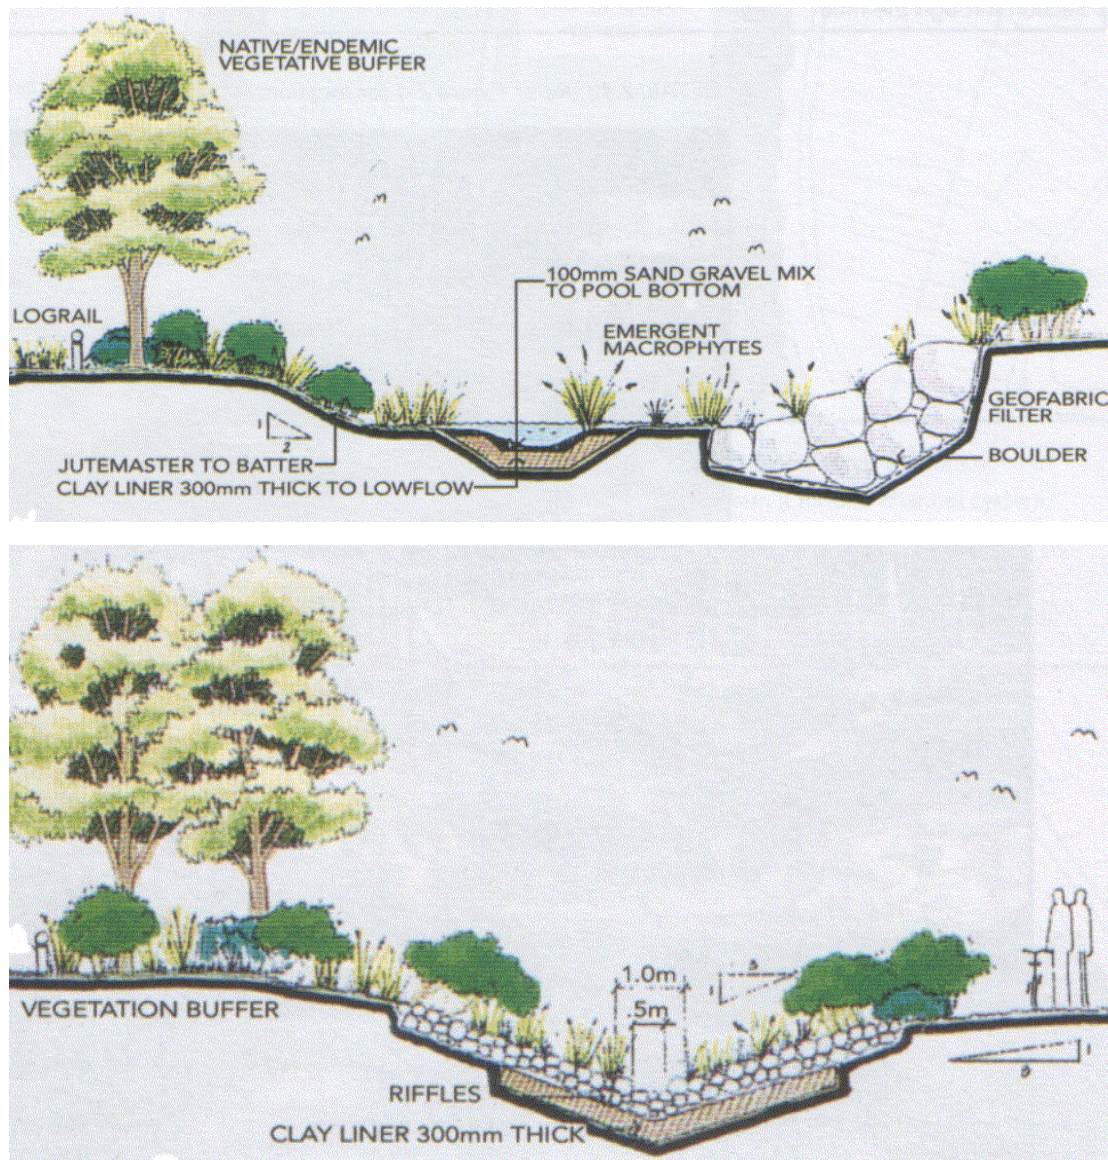 NATIVE/ENDEMIC
VEGETATIVE BUFFER
LOGRAIL
100mm SAND GRAVEL MIX
TO POOL BOTTOM
EMERGENT
MACROPHYTES
GEOFABRIC
FILTER
BOULDER
1
2
JUTEMASTER TO BATTER
CLAY LINER 300mm THICK TO LOWFLOW
1.0m
.5m
3
1
VEGETATION BUFFER
1
RIFFLES
CLAY LINER 300mm THICK